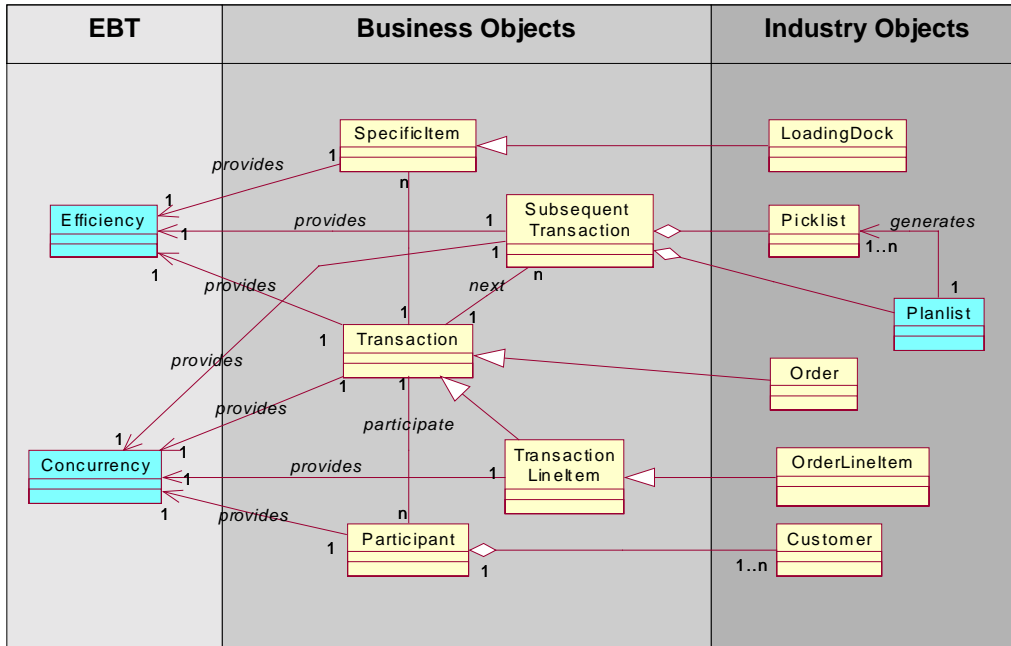 EBT
Business Objects
Industry Objects
SpecificItem
LoadingDock
1
provides
n
1
Efficiency
1
provides
1
Subsequent
Transaction
Picklist
generates
1..n
1
1
provides
next
n
1
Planlist
1
1
1
Transaction
provides
1
1
Order
provides
participate
1
1
Concurrency
provides
1
1
Transaction
LineItem
OrderLineItem
1
provides
n
1
Participant
1
Customer
1..n